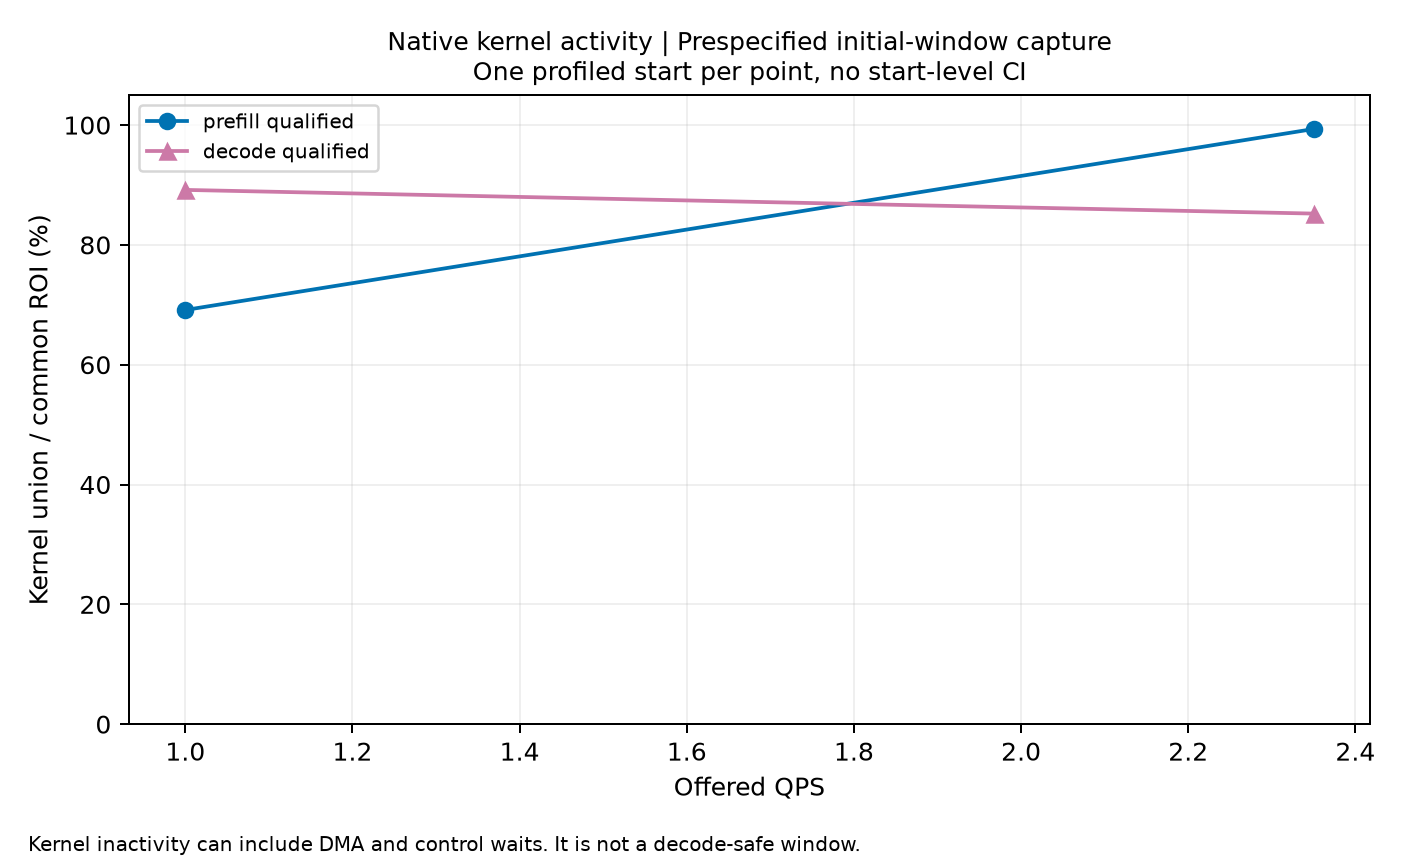 Native kernel activity | Prespecified initial-window capture
One profiled start per point, no start-level CI
prefill qualified
decode qualified
Kernel union / common ROI (%)
100
80
60
40
20
0
1.0 1.2 1.4 1.6 1.8 2.0 2.2 2.4
Offered QPS
Kernel inactivity can include DMA and control waits. It is not a decode-safe window.